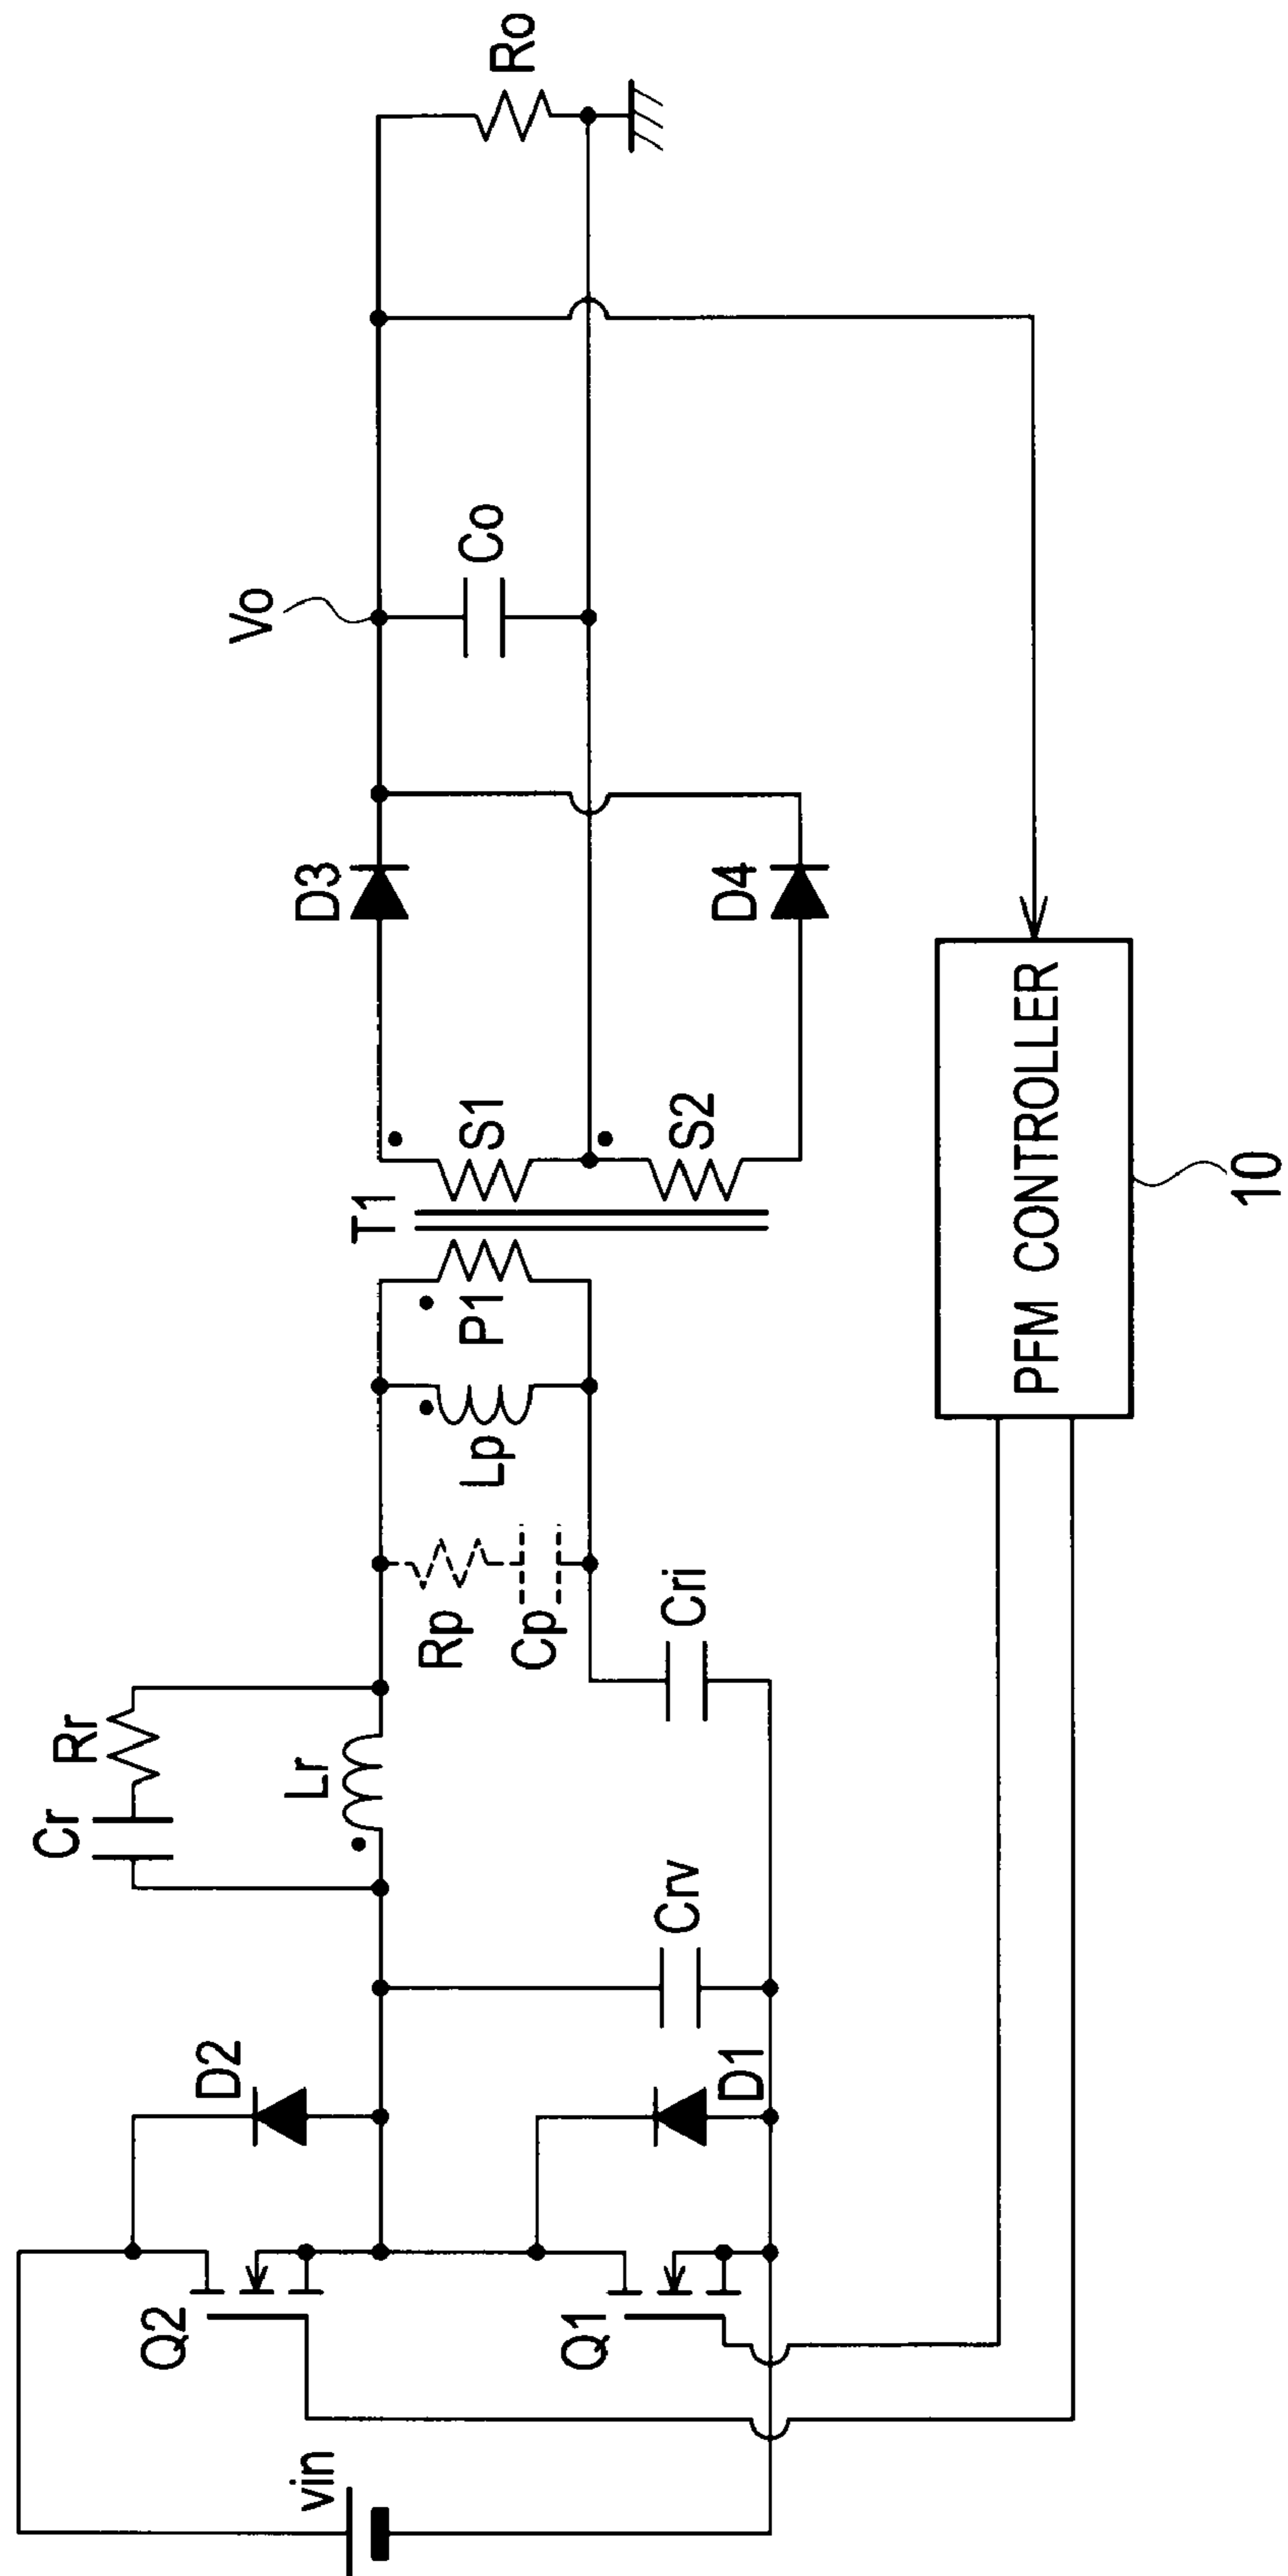 vin
Q2
Q1
D2
D1
Crv
Cr
Rr
Lr
Cri
Rp
Cp
Lp
P1
T1
S1
S2
D3
D4
Vo
Co
Ro
PFM CONTROLLER
10